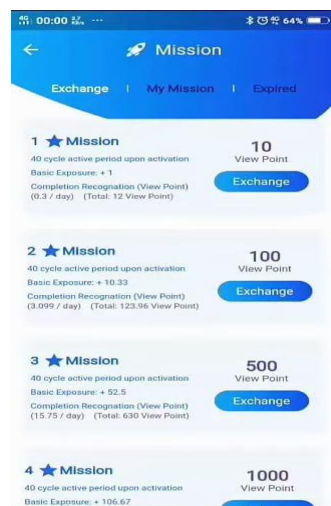 4G 00:00 2.7 KB/s ... 64%
Mission
Exchange | My Mission | Expired
1 Mission
40 cycle active period upon activation
Basic Exposure: + 1
Completion Recognation (View Point)
(0.3 / day) (Total: 12 View Point)
10
View Point
Exchange
2 Mission
40 cycle active period upon activation
Basic Exposure: + 10.33
Completion Recognation (View Point)
(3.099 / day) (Total: 123.96 View Point)
100
View Point
Exchange
3 Mission
40 cycle active period upon activation
Basic Exposure: + 52.5
Completion Recognation (View Point)
(15.75 / day) (Total: 630 View Point)
500
View Point
Exchange
4 Mission
40 cycle active period upon activation
Basic Exposure: + 106.67
1000
View Point